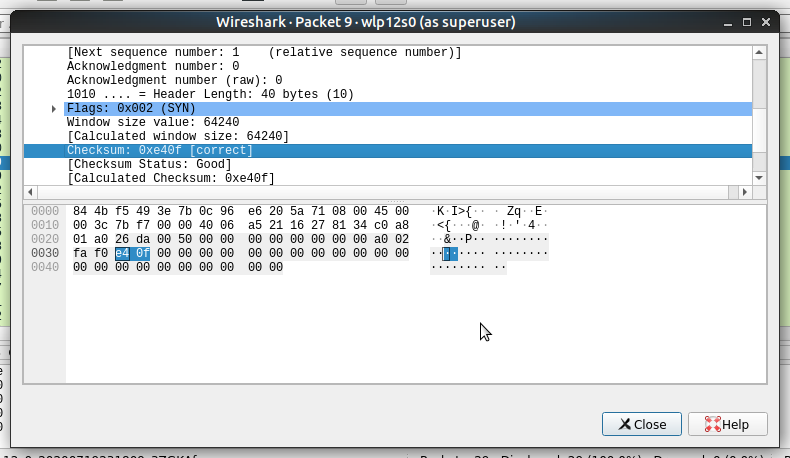 Wireshark · Packet 9 · wlp12s0 (as superuser)
[Next sequence number: 1    (relative sequence number)]
Acknowledgment number: 0
Acknowledgment number (raw): 0
1010 .... = Header Length: 40 bytes (10)
Flags: 0x002 (SYN)
Window size value: 64240
[Calculated window size: 64240]
Checksum: 0xe40f [correct]
[Checksum Status: Good]
[Calculated Checksum: 0xe40f]
0000 84 4b f5 49 3e 7b 0c 96 e6 20 5a 71 08 00 45 00 ·K·I>{·· · Zq··E·
0010 00 3c 7b f7 00 00 40 06 a5 21 16 27 81 34 c0 a8 ·<{···@· ·!·'·4··
0020 01 a0 26 da 00 50 00 00 00 00 00 00 00 00 a0 02 ··&··P·· ········
0030 fa f0 e4 0f 00 00 00 00 00 00 00 00 00 00 00 00 ········ ········
0040 00 00 00 00 00 00 00 00 00 00 ········ ··
Close Help